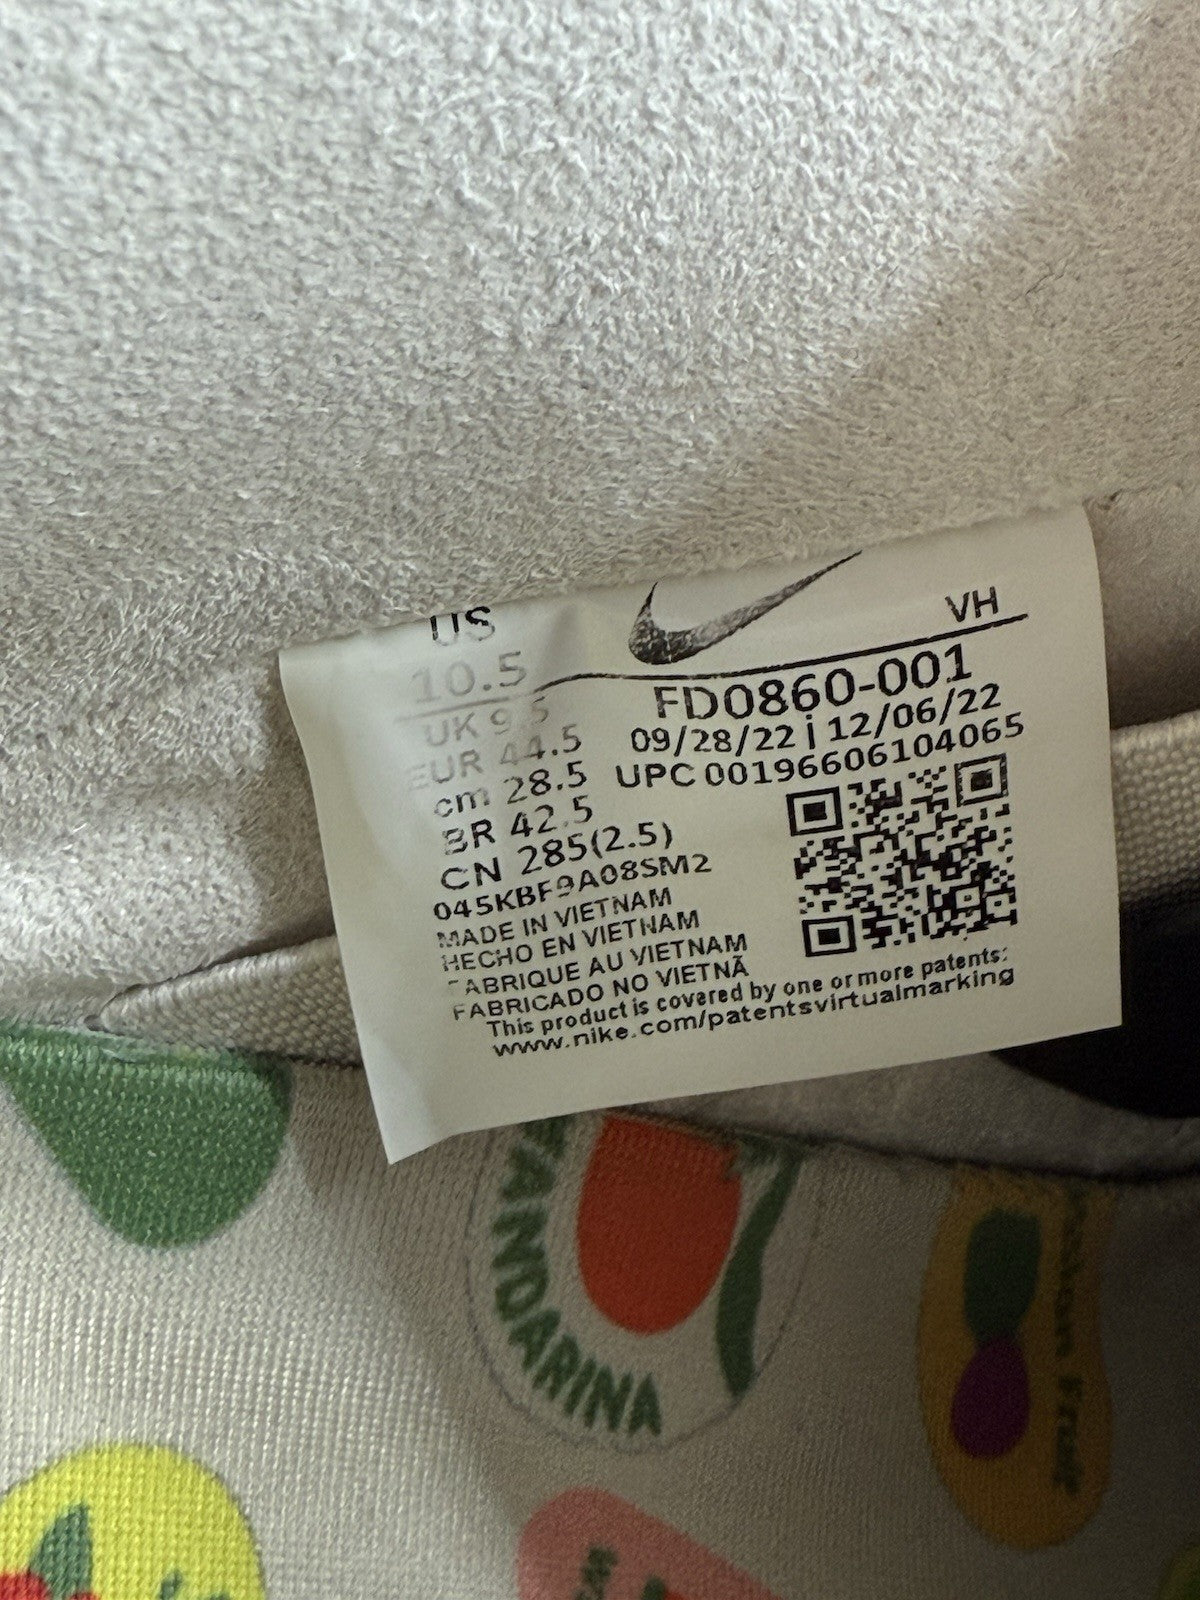 US
10.5
UK 9.5
EUR 44.5
cm 28.5
BR 42.5
CN 285(2.5)
VH
FD0860-001
09/28/22 | 12/06/22
UPC 00196606104065
045KBF9A08SM2
MADE IN VIETNAM
HECHO EN VIETNAM
FABRIQUE AU VIETNAM
FABRICADO NO VIETNÃ
This product is covered by one or more patents:
www.nike.com/patentsvirtualmarking
MANDARINA
Fruit